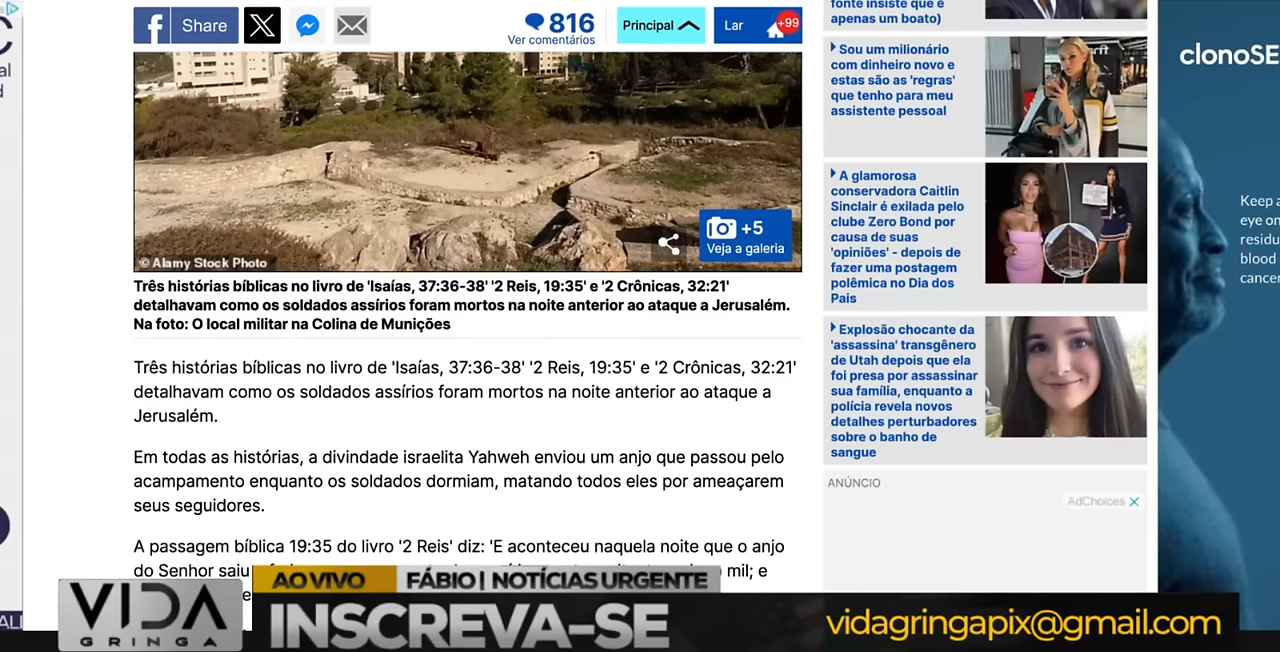 Share
816
Ver comentários
Principal
Lar
+99
+5
Veja a galeria
© Alamy Stock Photo
Três histórias bíblicas no livro de 'Isaías, 37:36-38' '2 Reis, 19:35' e '2 Crônicas, 32:21'
detalhavam como os soldados assírios foram mortos na noite anterior ao ataque a Jerusalém.
Na foto: O local militar na Colina de Munições
Três histórias bíblicas no livro de 'Isaías, 37:36-38' '2 Reis, 19:35' e '2 Crônicas, 32:21'
detalhavam como os soldados assírios foram mortos na noite anterior ao ataque a
Jerusalém.
Em todas as histórias, a divindade israelita Yahweh enviou um anjo que passou pelo
acampamento enquanto os soldados dormiam, matando todos eles por ameaçarem
seus seguidores.
A passagem bíblica 19:35 do livro '2 Reis' diz: 'E aconteceu naquela noite que o anjo
do Senhor saiu
mil; e
fonte insiste que é
apenas um boato)
Sou um milionário
com dinheiro novo e
estas são as 'regras'
que tenho para meu
assistente pessoal
A glamorosa
conservadora Caitlin
Sinclair é exilada pelo
clube Zero Bond por
causa de suas
'opiniões' - depois de
fazer uma postagem
polêmica no Dia dos
Pais
Explosão chocante da
'assassina' transgênero
de Utah depois que ela
foi presa por assassinar
sua família, enquanto a
polícia revela novos
detalhes perturbadores
sobre o banho de
sangue
ANÚNCIO
AdChoices
clonoSE
Keep a
eye on
residu
blood
cancer
VIDA
GRINGA
AO VIVO
FÁBIO | NOTÍCIAS URGENTE
INSCREVA-SE
vidagringapix@gmail.com